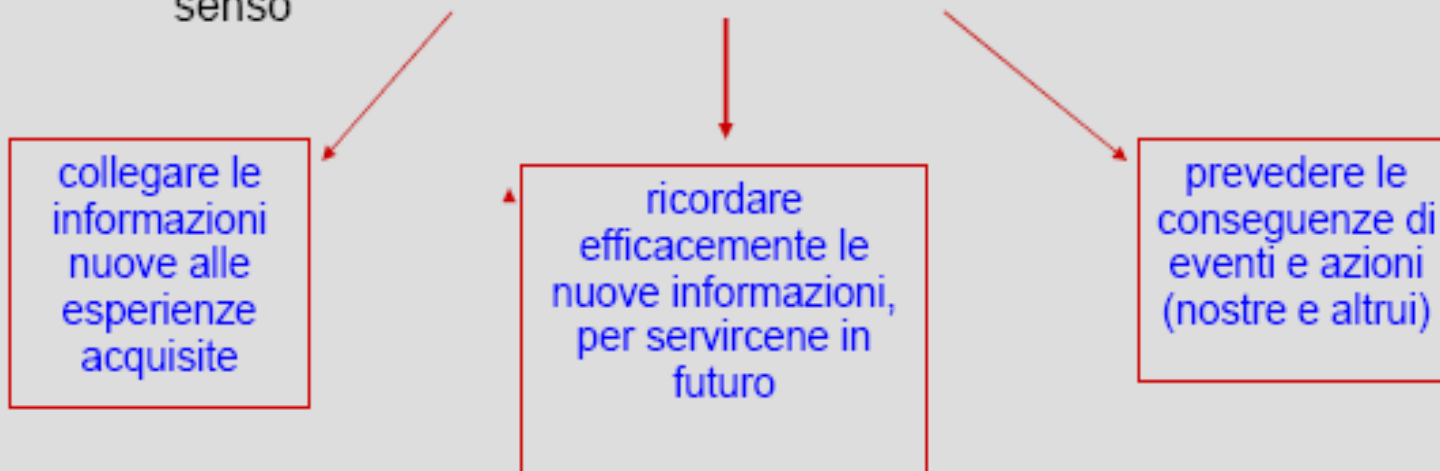 senso
collegare le
informazioni
nuove alle
esperienze
acquisite
ricordare
efficacemente le
nuove informazioni,
per servircene in
futuro
prevedere le
conseguenze di
eventi e azioni
(nostre e altrui)